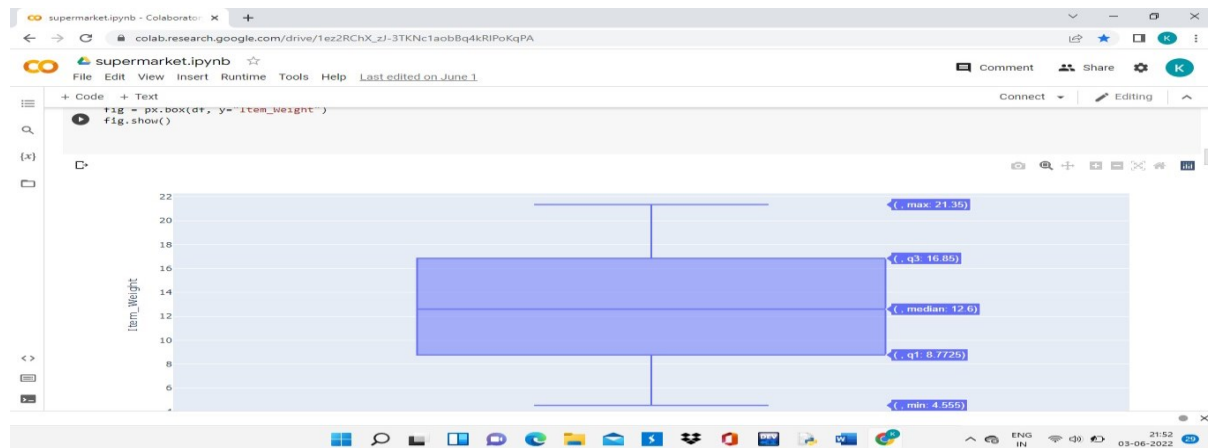 supermarket.ipynb - Colaborator
colab.research.google.com/drive/1ez2RChX_zJ-3TKNc1aobBq4kRIPoKqPA
supermarket.ipynb
File Edit View Insert Runtime Tools Help Last edited on June 1
Comment Share K
+ Code + Text
Connect Editing
fig = px.box(df, y="Item_Weight")
fig.show()
{x}
22
20
18
16
14
12
10
8
6
Item_Weight
( , max: 21.35)
( , q3: 16.85)
( , median: 12.6)
( , q1: 8.7725)
( , min: 4.555)
ENG
IN
21:52
03-06-2022
29